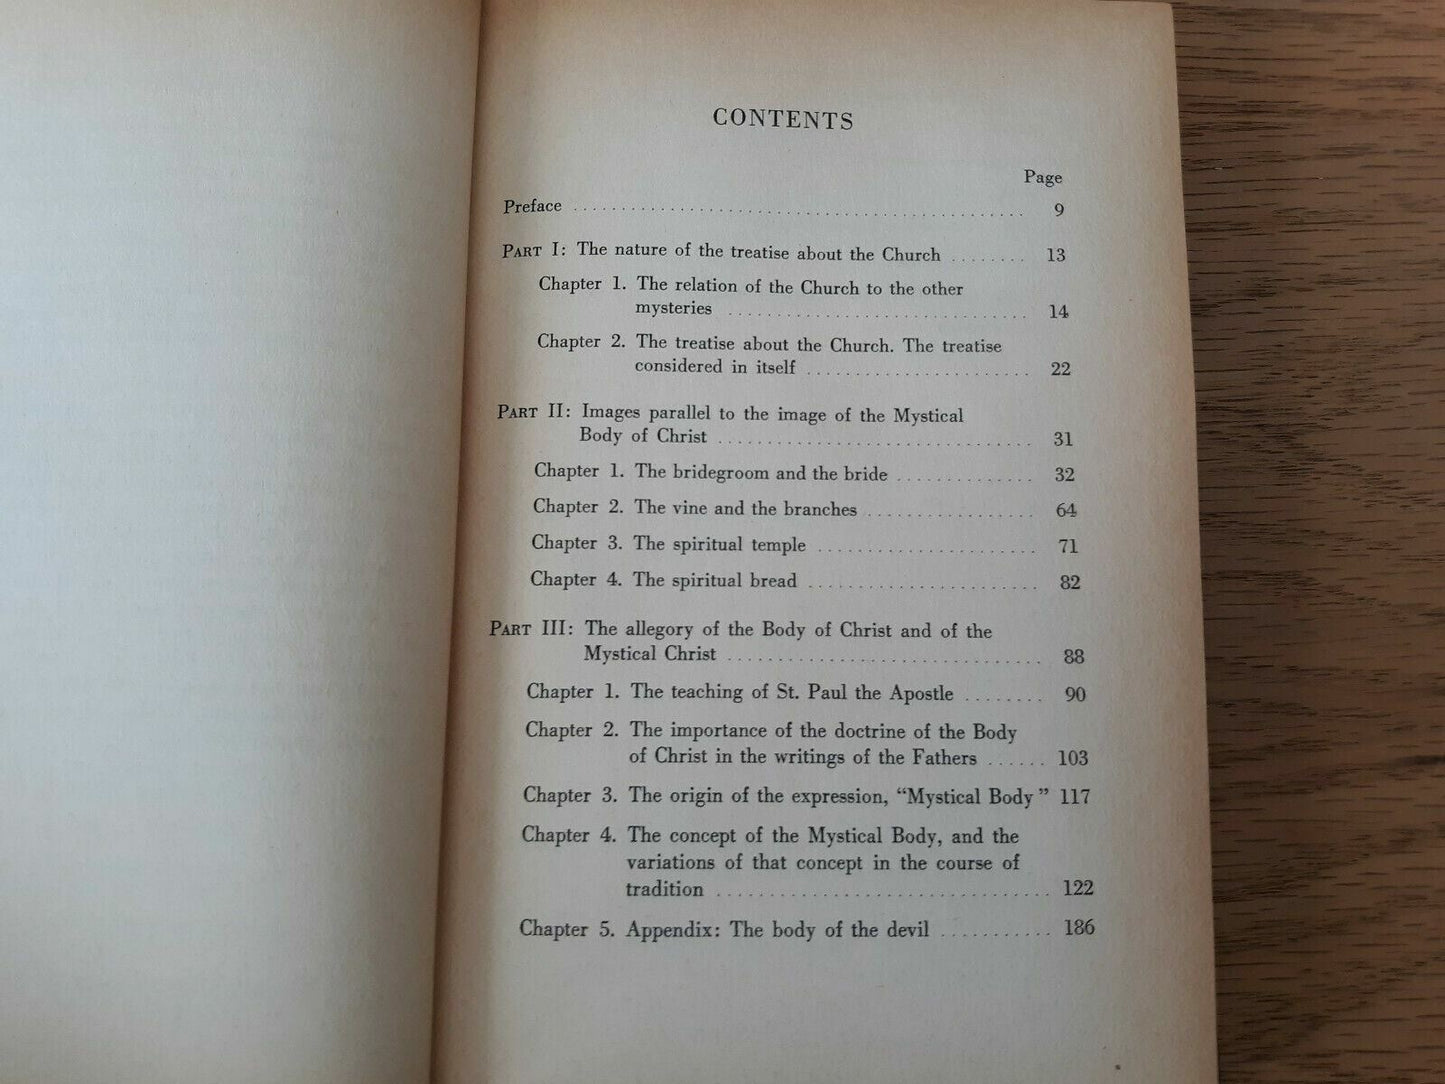 CONTENTS
Page
Preface 9
PART I: The nature of the treatise about the Church 13
Chapter 1. The relation of the Church to the other
mysteries 14
Chapter 2. The treatise about the Church. The treatise
considered in itself 22
PART II: Images parallel to the image of the Mystical
Body of Christ 31
Chapter 1. The bridegroom and the bride 32
Chapter 2. The vine and the branches 64
Chapter 3. The spiritual temple 71
Chapter 4. The spiritual bread 82
PART III: The allegory of the Body of Christ and of the
Mystical Christ 88
Chapter 1. The teaching of St. Paul the Apostle 90
Chapter 2. The importance of the doctrine of the Body
of Christ in the writings of the Fathers 103
Chapter 3. The origin of the expression, “Mystical Body” 117
Chapter 4. The concept of the Mystical Body, and the
variations of that concept in the course of
tradition 122
Chapter 5. Appendix: The body of the devil 186